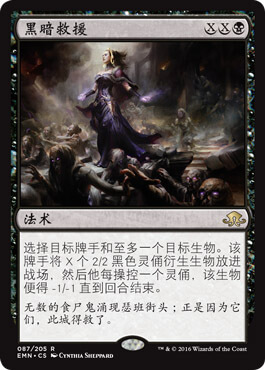 黑暗救援 XX
法术
选择目标牌手和至多一个目标生物。该
牌手将 X 个 2/2 黑色灵俑衍生生物放进
战场，然后他每操控一个灵俑，该生物
便得 -1/-1 直到回合结束。
无数的食尸鬼涌现瑟班街头；正是因为它
们，此城得救了。
087/205 R
EMN • CS CYNTHIA SHEPPARD
™ & © 2016 Wizards of the Coast